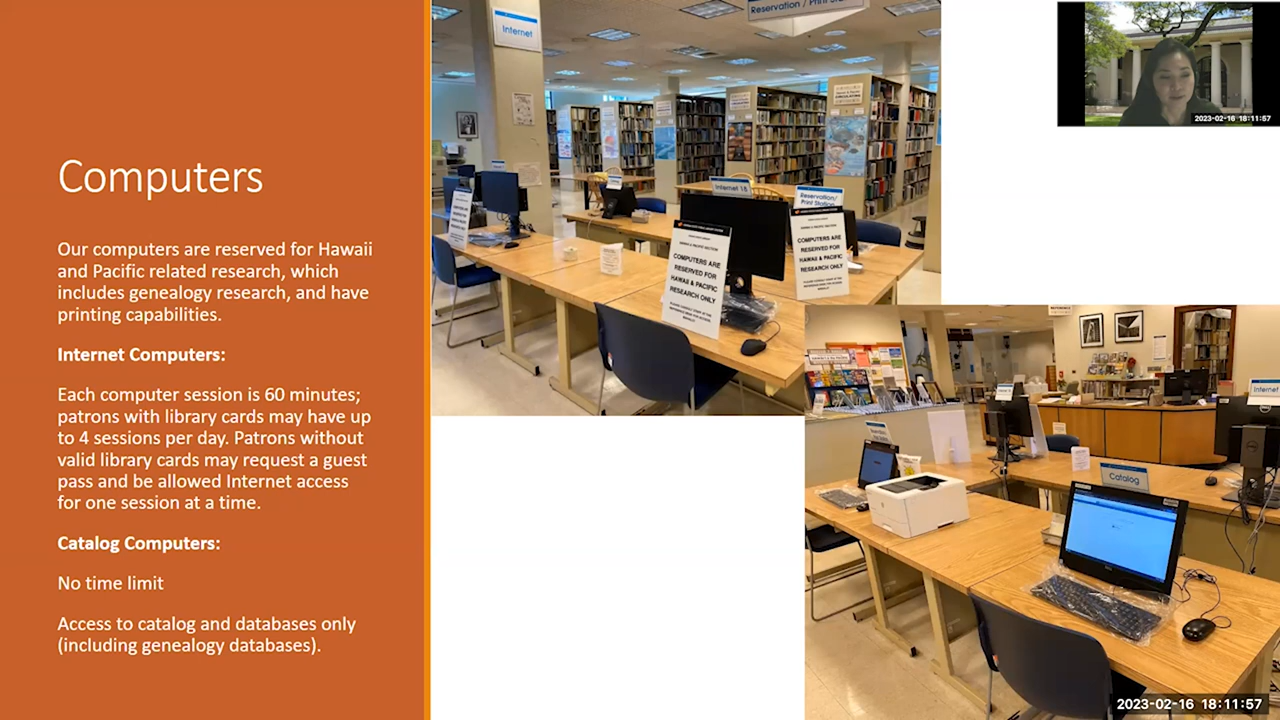 Computers
Our computers are reserved for Hawaii
and Pacific related research, which
includes genealogy research, and have
printing capabilities.
Internet Computers:
Each computer session is 60 minutes;
patrons with library cards may have up
to 4 sessions per day. Patrons without
valid library cards may request a guest
pass and be allowed Internet access
for one session at a time.
Catalog Computers:
No time limit
Access to catalog and databases only
(including genealogy databases).
Internet
Reservation / Print Station
Internet 15
Reservation/
Print Station
COMPUTERS ARE
RESERVED FOR
HAWAII & PACIFIC
RESEARCH ONLY
COMPUTERS ARE
RESERVED FOR
HAWAII & PACIFIC
RESEARCH ONLY
2023-02-16 18:11:57
Internet
Catalog
2023-02-16 18:11:57